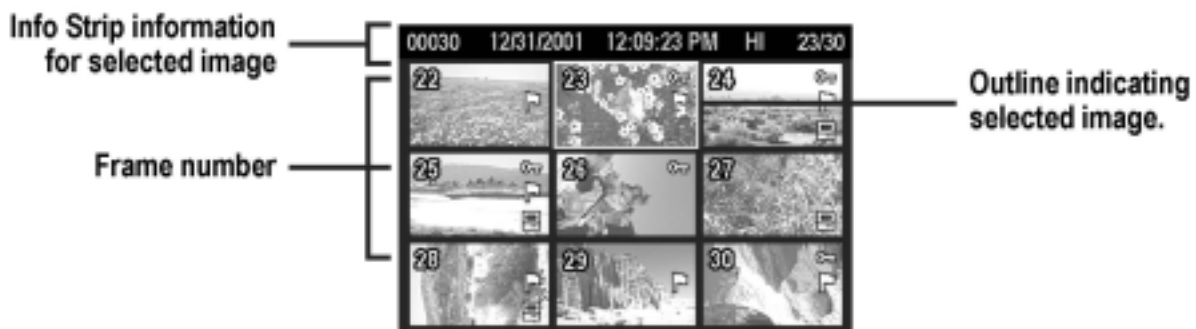 Info Strip information
for selected image
00030 12/31/2001 12:09:23 PM HI 23/30
22 23 24
Outline indicating
selected image.
Frame number
25 26 27
28 29 30